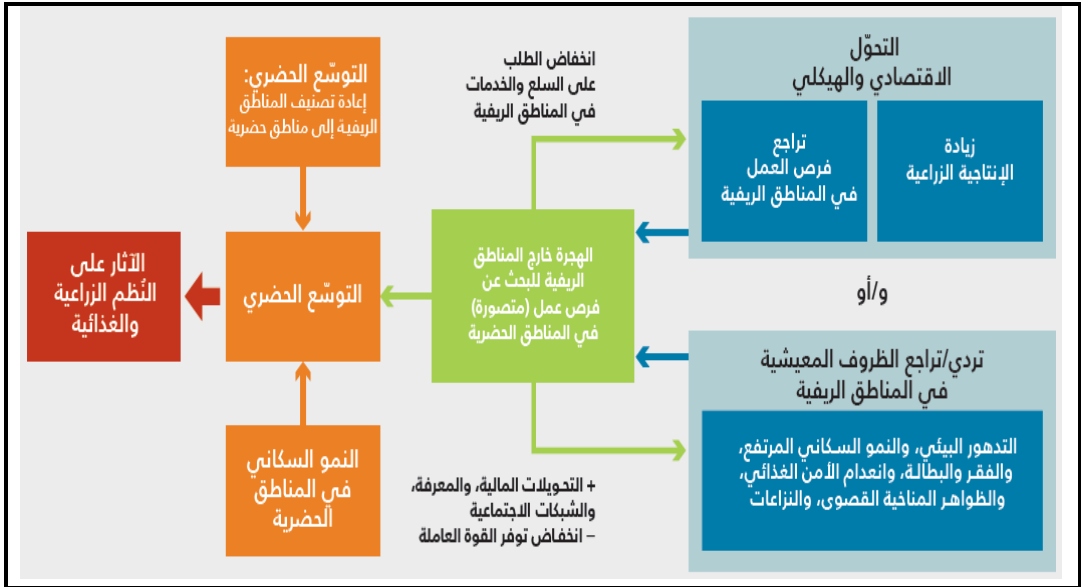 التحوّل
الاقتصادي والهيكلي
زيادة
الإنتاجية الزراعية
تراجع
فرص العمل
في المناطق الريفية
و/أو
تردي/تراجع الظروف المعيشية
في المناطق الريفية
التدهور البيئي، والنمو السكاني المرتفع،
والفقر والبطالة، وانعدام الأمن الغذائي،
والظواهر المناخية القصوى، والنزاعات
انخفاض الطلب
على السلع والخدمات
في المناطق الريفية
الهجرة خارج المناطق
الريفية للبحث عن
فرص عمل (متصورة)
في المناطق الحضرية
+ التحويلات المالية، والمعرفة،
والشبكات الاجتماعية
– انخفاض توفر القوة العاملة
التوسّع الحضري:
إعادة تصنيف المناطق
الريفية إلى مناطق حضرية
التوسّع الحضري
النمو السكاني
في المناطق
الحضرية
الآثار على
النُظم الزراعية
والغذائية